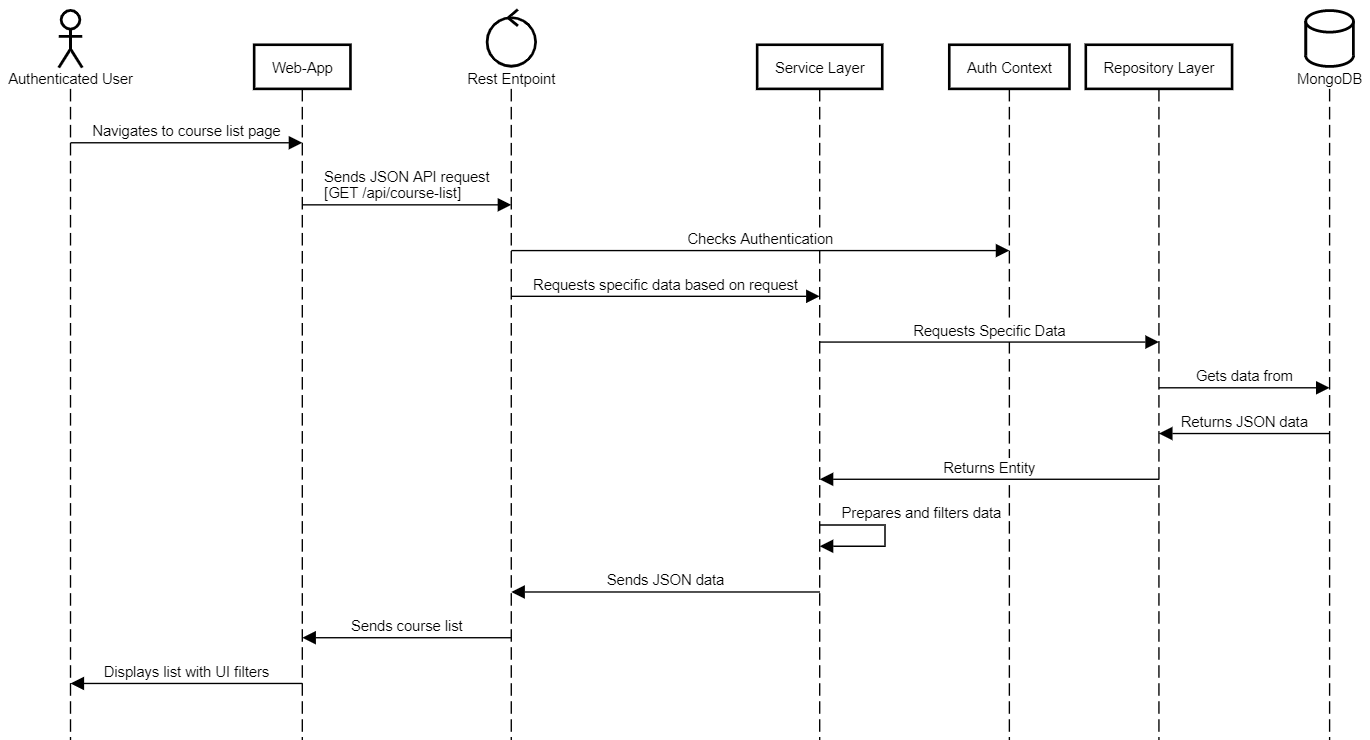 Authenticated User
Web-App
Rest Entpoint
Service Layer
Auth Context
Repository Layer
MongoDB
Navigates to course list page
Sends JSON API request
[GET /api/course-list]
Checks Authentication
Requests specific data based on request
Requests Specific Data
Gets data from
Returns JSON data
Returns Entity
Prepares and filters data
Sends JSON data
Sends course list
Displays list with UI filters